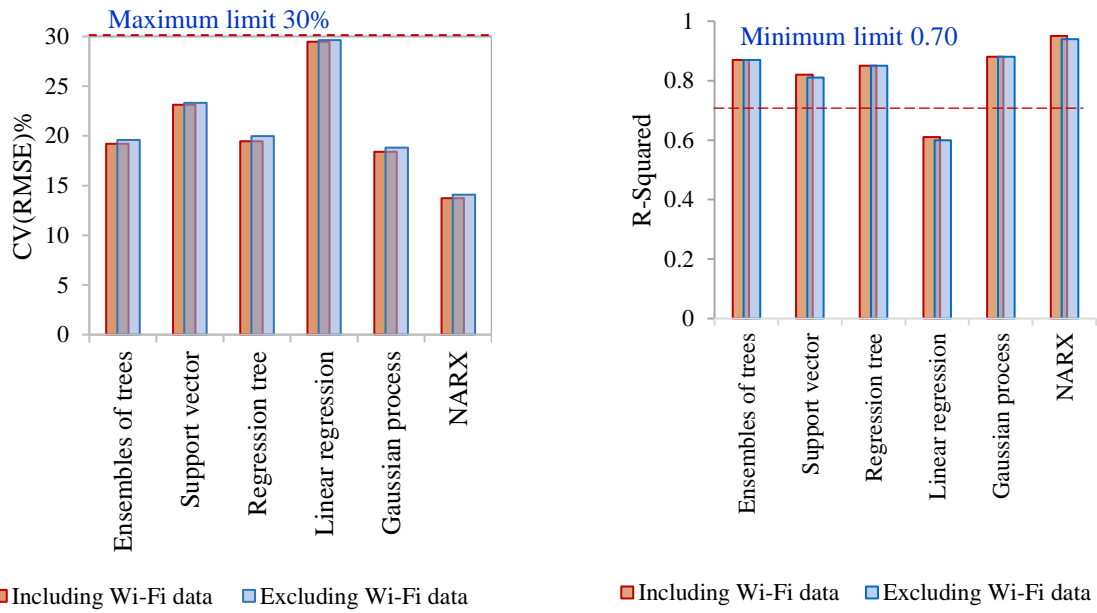 Maximum limit 30%
CV(RMSE)%
30
25
20
15
10
5
0
Ensembles of trees
Support vector
Regression tree
Linear regression
Gaussian process
NARX
Including Wi-Fi data
Excluding Wi-Fi data
Minimum limit 0.70
R-Squared
1
0.8
0.6
0.4
0.2
0
Ensembles of trees
Support vector
Regression tree
Linear regression
Gaussian process
NARX
Including Wi-Fi data
Excluding Wi-Fi data